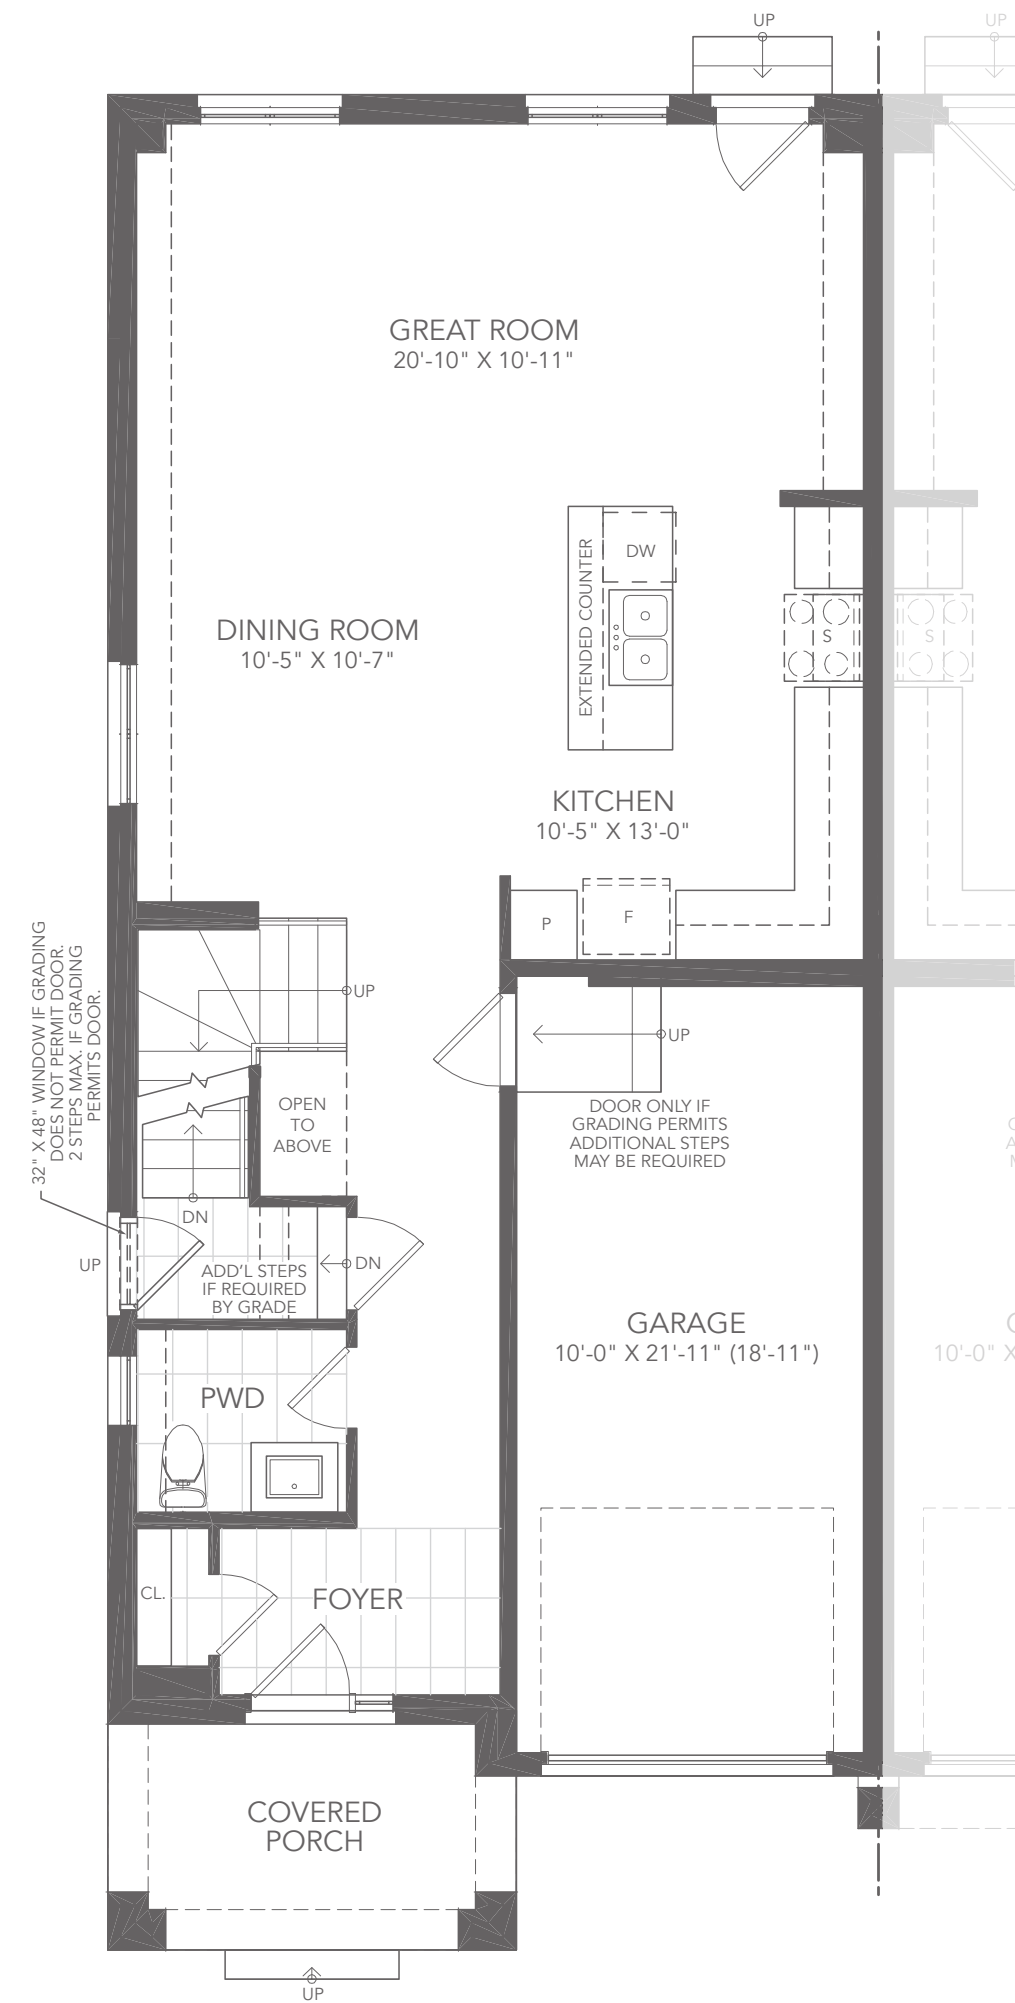 UP
UP
GREAT ROOM
20'-10" X 10'-11"
EXTENDED COUNTER
DW
S
S
DINING ROOM
10'-5" X 10'-7"
KITCHEN
10'-5" X 13'-0"
P
F
32" X 48" WINDOW IF GRADING
DOES NOT PERMIT DOOR.
2 STEPS MAX. IF GRADING
PERMITS DOOR.
UP
UP
OPEN
TO
ABOVE
DOOR ONLY IF
GRADING PERMITS
ADDITIONAL STEPS
MAY BE REQUIRED
DN
UP
DN
ADD'L STEPS
IF REQUIRED
BY GRADE
GARAGE
10'-0" X 21'-11" (18'-11")
10'-0" X
PWD
CL.
FOYER
COVERED
PORCH
UP